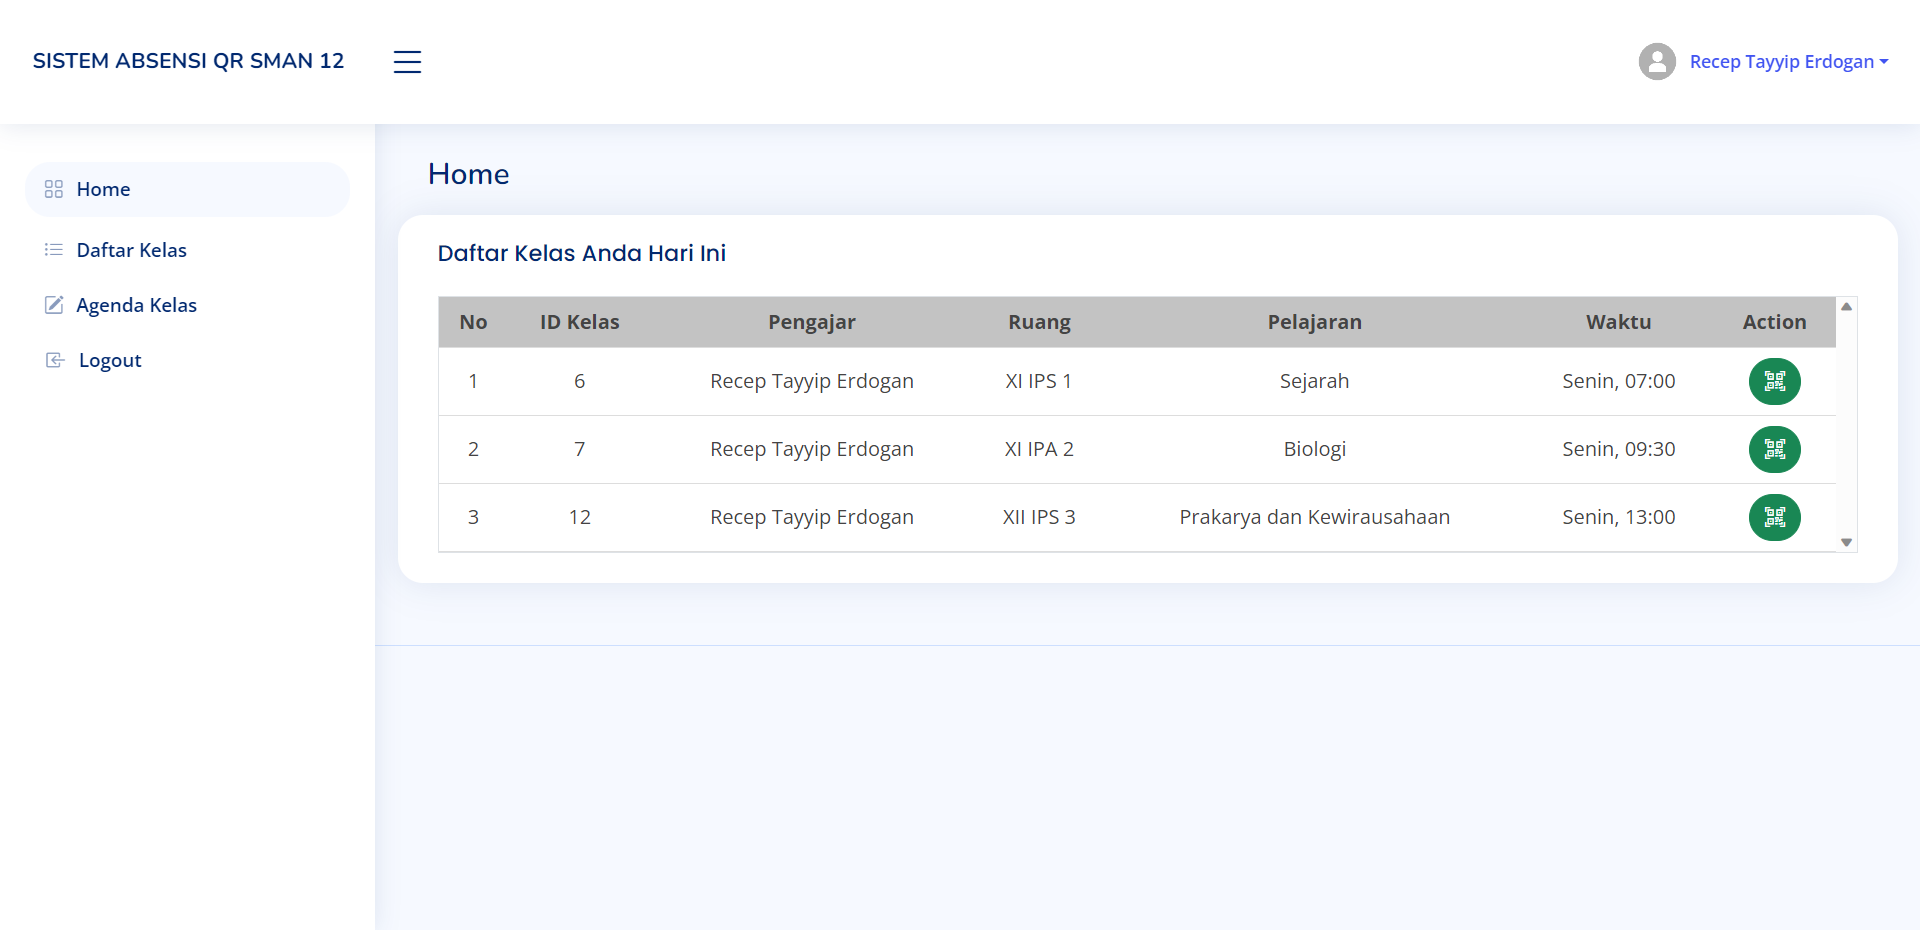 SISTEM ABSENSI QR SMAN 12
Recep Tayyip Erdogan
Home
Daftar Kelas
Agenda Kelas
Logout
Home
Daftar Kelas Anda Hari Ini
No ID Kelas Pengajar Ruang Pelajaran Waktu Action
1 6 Recep Tayyip Erdogan XI IPS 1 Sejarah Senin, 07:00
2 7 Recep Tayyip Erdogan XI IPA 2 Biologi Senin, 09:30
3 12 Recep Tayyip Erdogan XII IPS 3 Prakarya dan Kewirausahaan Senin, 13:00